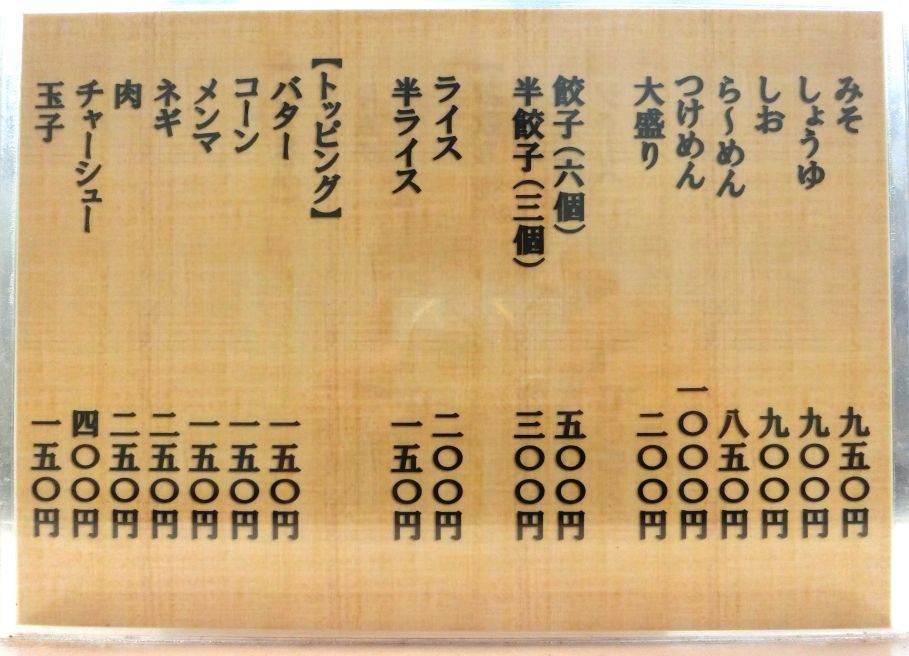 みそ 九五〇円
しょうゆ 九〇〇円
しお 九〇〇円
ら〜めん 八五〇円
つけめん 一〇〇〇円
大盛り 二〇〇円
餃子（六個） 五〇〇円
半餃子（三個） 三〇〇円
ライス 二〇〇円
半ライス 一五〇円
【トッピング】
バター 一五〇円
コーン 一五〇円
メンマ 一五〇円
ネギ 二五〇円
肉 二五〇円
チャーシュー 四〇〇円
玉子 一五〇円